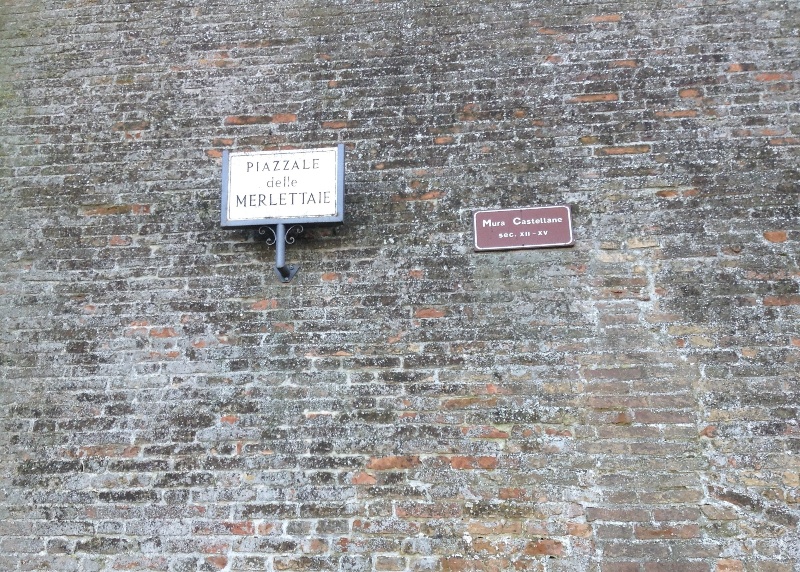 PIAZZALE
delle
MERLETTAIE
Mura Castellane
sec. XII - XV